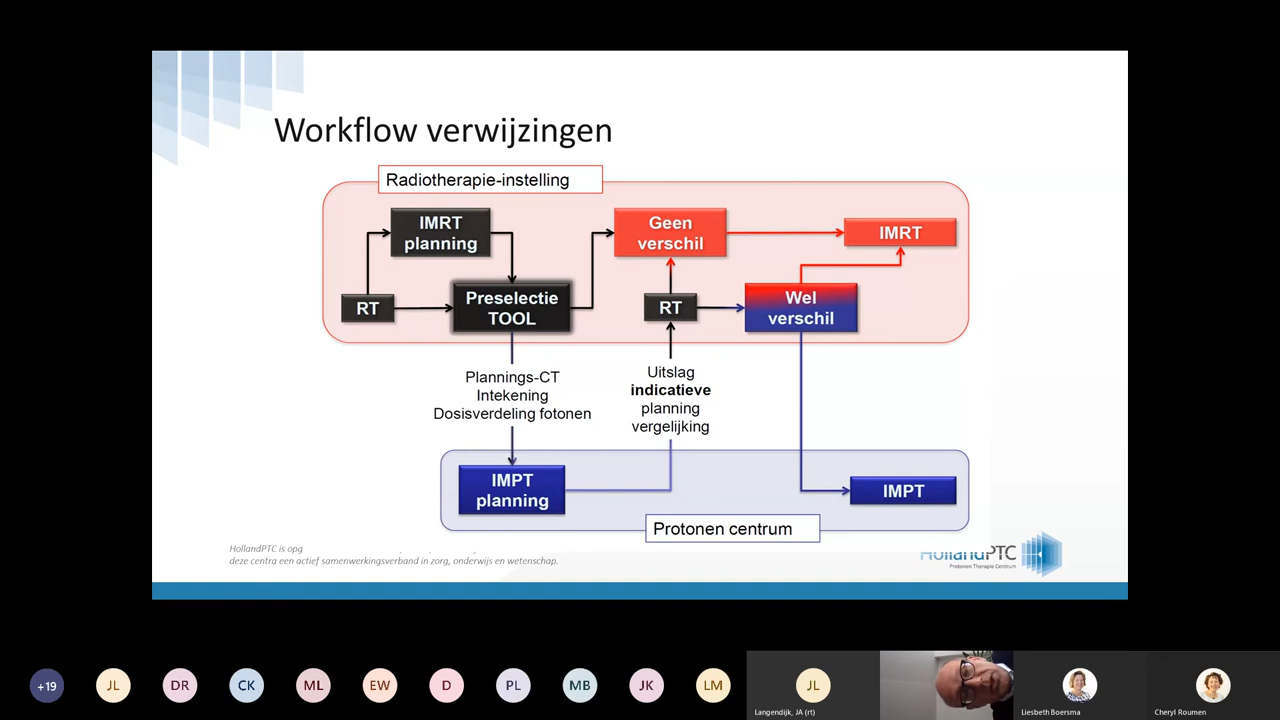 Workflow verwijzingen
Radiotherapie-instelling
IMRT
planning
Geen
verschil
IMRT
RT
Preselectie
TOOL
RT
Wel
verschil
Plannings-CT
Intekening
Dosisverdeling fotonen
Uitslag
indicatieve
planning
vergelijking
IMPT
planning
IMPT
Protonen centrum
HollandPTC is opg
deze centra een actief samenwerkingsverband in zorg, onderwijs en wetenschap.
HollandPTC
Protonen Therapie Centrum
+19
JL
DR
CK
ML
EW
D
PL
MB
JK
LM
JL
Langendijk, JA (rt)
Liesbeth Boersma
Cheryl Roumen